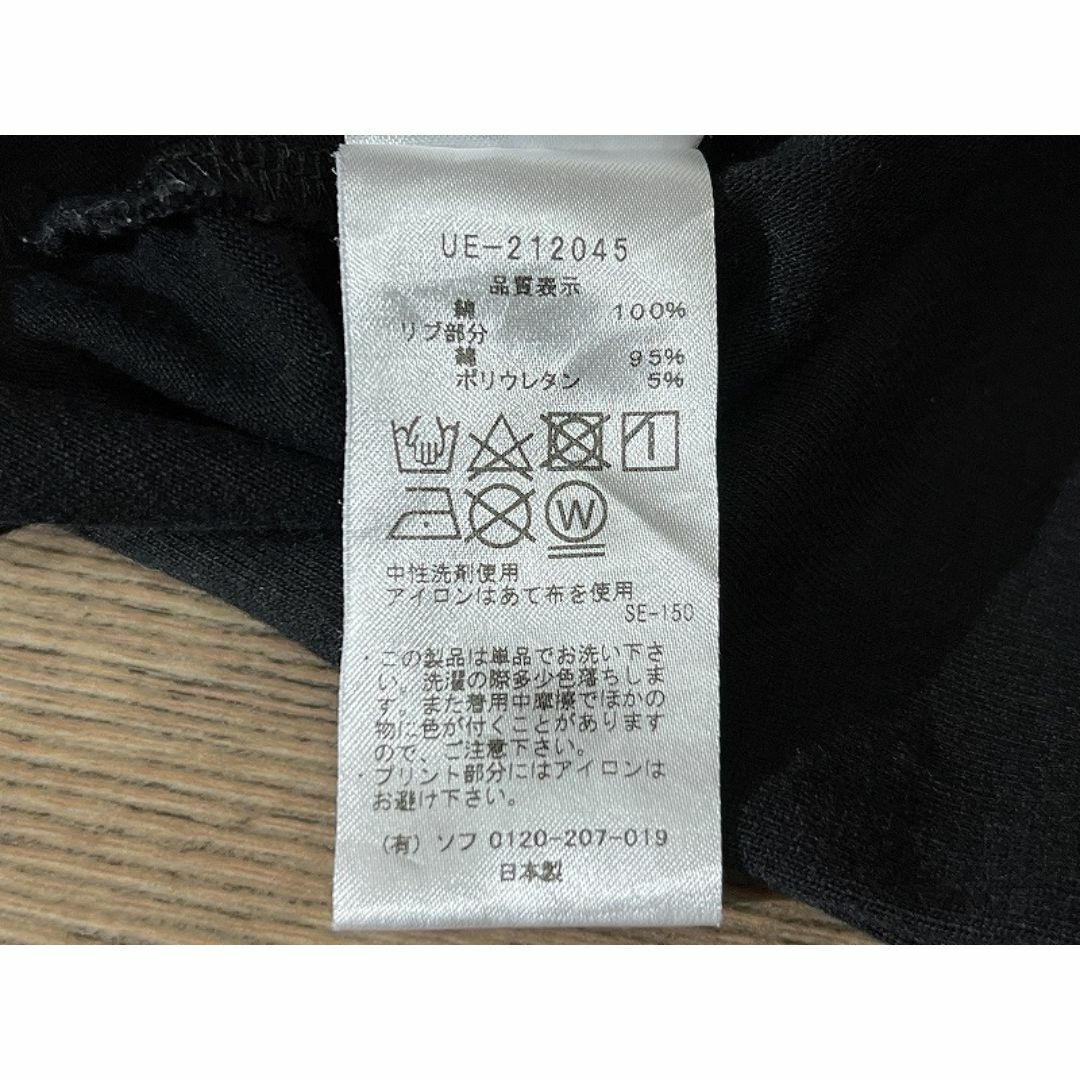 UE-212045
品質表示
綿 100%
リブ部分
綿 95%
ポリウレタン 5%
W
中性洗剤使用
アイロンはあて布を使用
SE-150
・この製品は単品でお洗い下さ
い。洗濯の際多少色落ちしま
す。また着用中摩擦でほかの
物に色が付くことがあります
ので、ご注意下さい。
・プリント部分にはアイロンは
お避け下さい。
(有) ソフ 0120-207-019
日本製